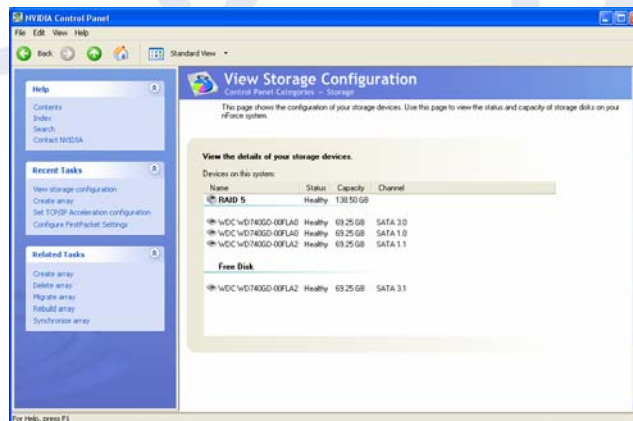 NVIDIA Control Panel
File Edit View Help
Back Standard View
Help
Contents
Index
Search
Contact NVIDIA
Recent Tasks
View storage configuration
Create array
Set TCP/IP Acceleration configuration
Configure FirstPacket Settings
Related Tasks
Create array
Delete array
Migrate array
Rebuild array
Synchronize array
View Storage Configuration
Control Panel Categories - Storage
This page shows the configuration of your storage devices. Use this page to view the status and capacity of storage disks on your
nForce system.
View the details of your storage devices.
Devices on this system:
Name Status Capacity Channel
RAID 5 Healthy 138.50 GB
WDC WD740GD-00FLA0 Healthy 69.25 GB SATA 3.0
WDC WD740GD-00FLA0 Healthy 69.25 GB SATA 1.0
WDC WD740GD-00FLA2 Healthy 69.25 GB SATA 1.1
Free Disk
WDC WD740GD-00FLA2 Healthy 69.25 GB SATA 3.1
For Help, press F1